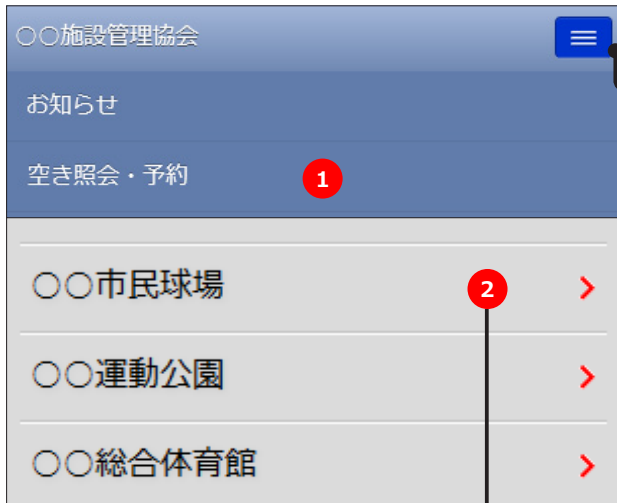 ○○施設管理協会
お知らせ
空き照会・予約
1
○○市民球場
2
○○運動公園
○○総合体育館